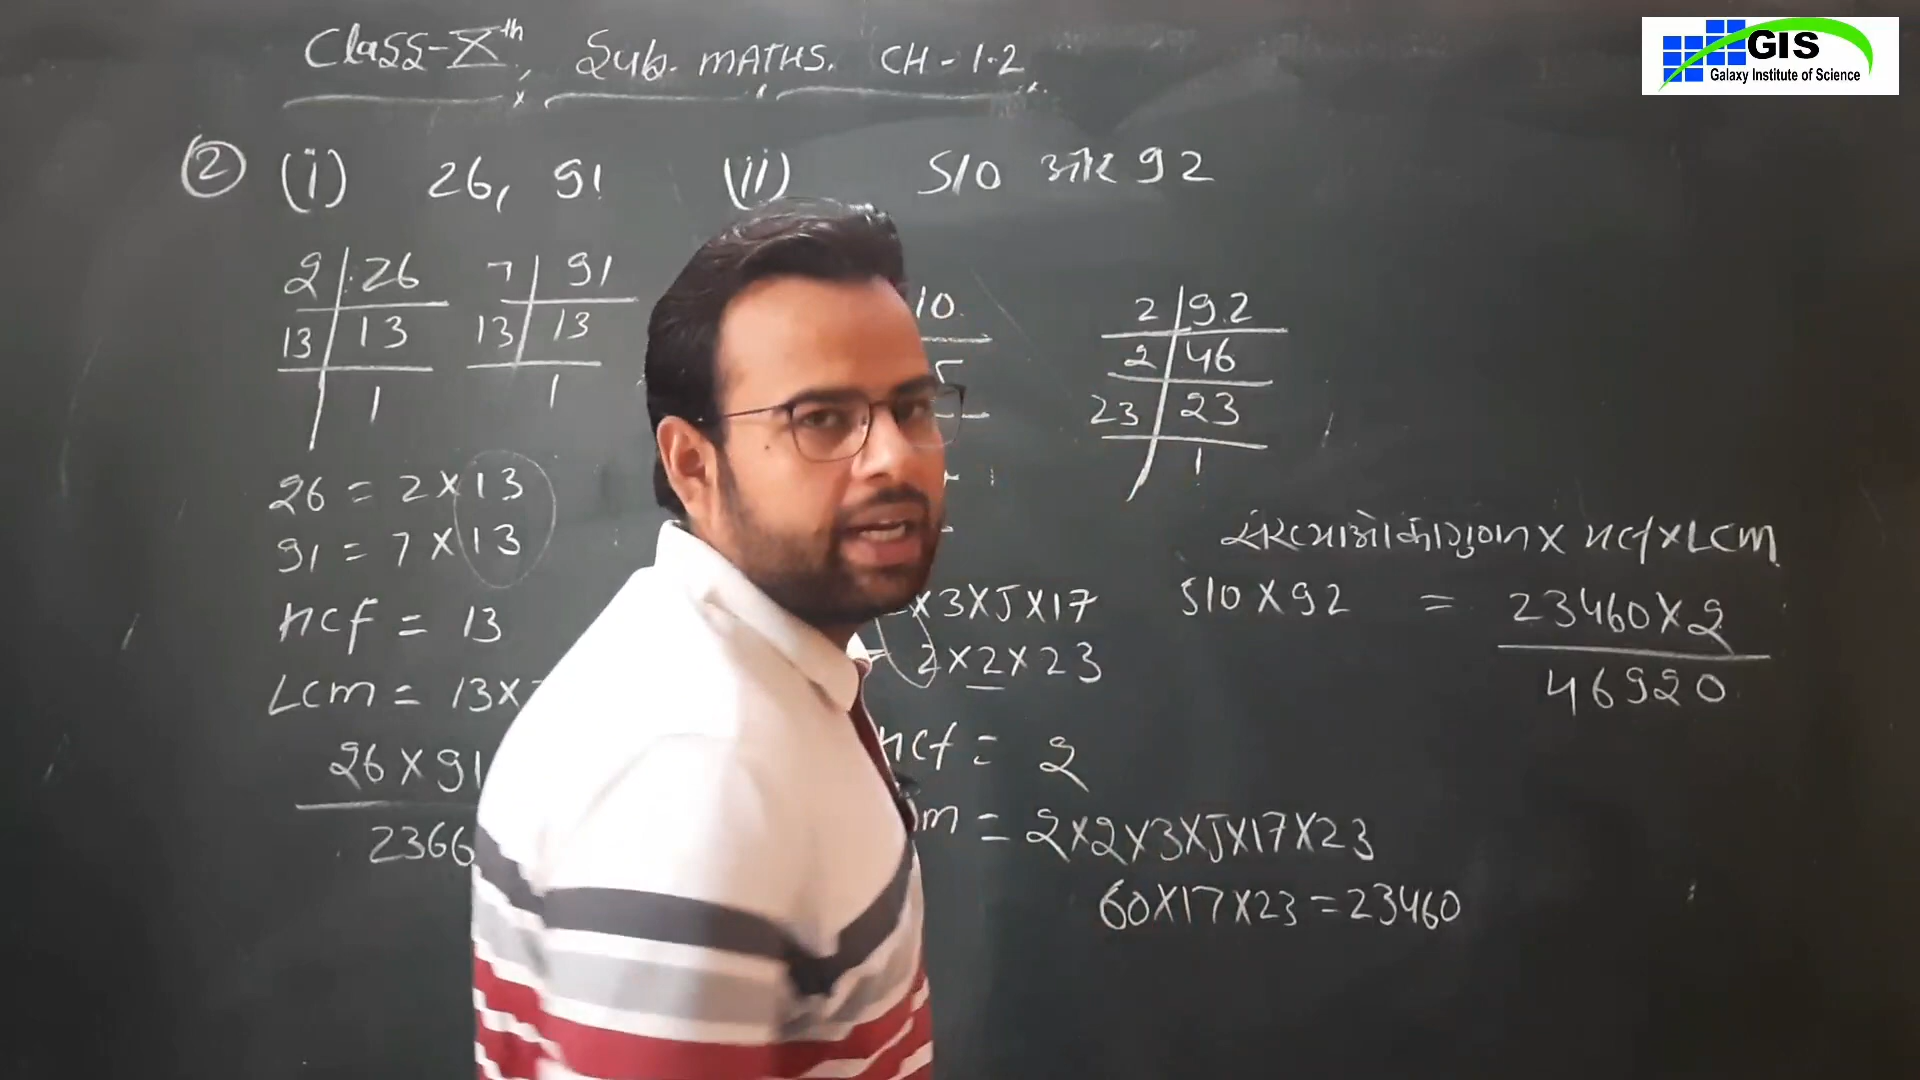 GIS
Galaxy Institute of Science
Class-Xth, Sub. MATHS. CH-1.2
② (i) 26, 91 (ii) 510 और 92
2 26 7 91 10 2 92
13 13 13 13 2 46
1 1 23 23
1
26 = 2×13
91 = 7×13
संख्याओ का गुणन × HCf×LCM
×3×5×17 510×92 = 23460×2
HCf = 13
= 2×2×23 46920
LCM = 13×
HCf = 2
26×91
m = 2×2×3×5×17×23
2366
60×17×23=23460